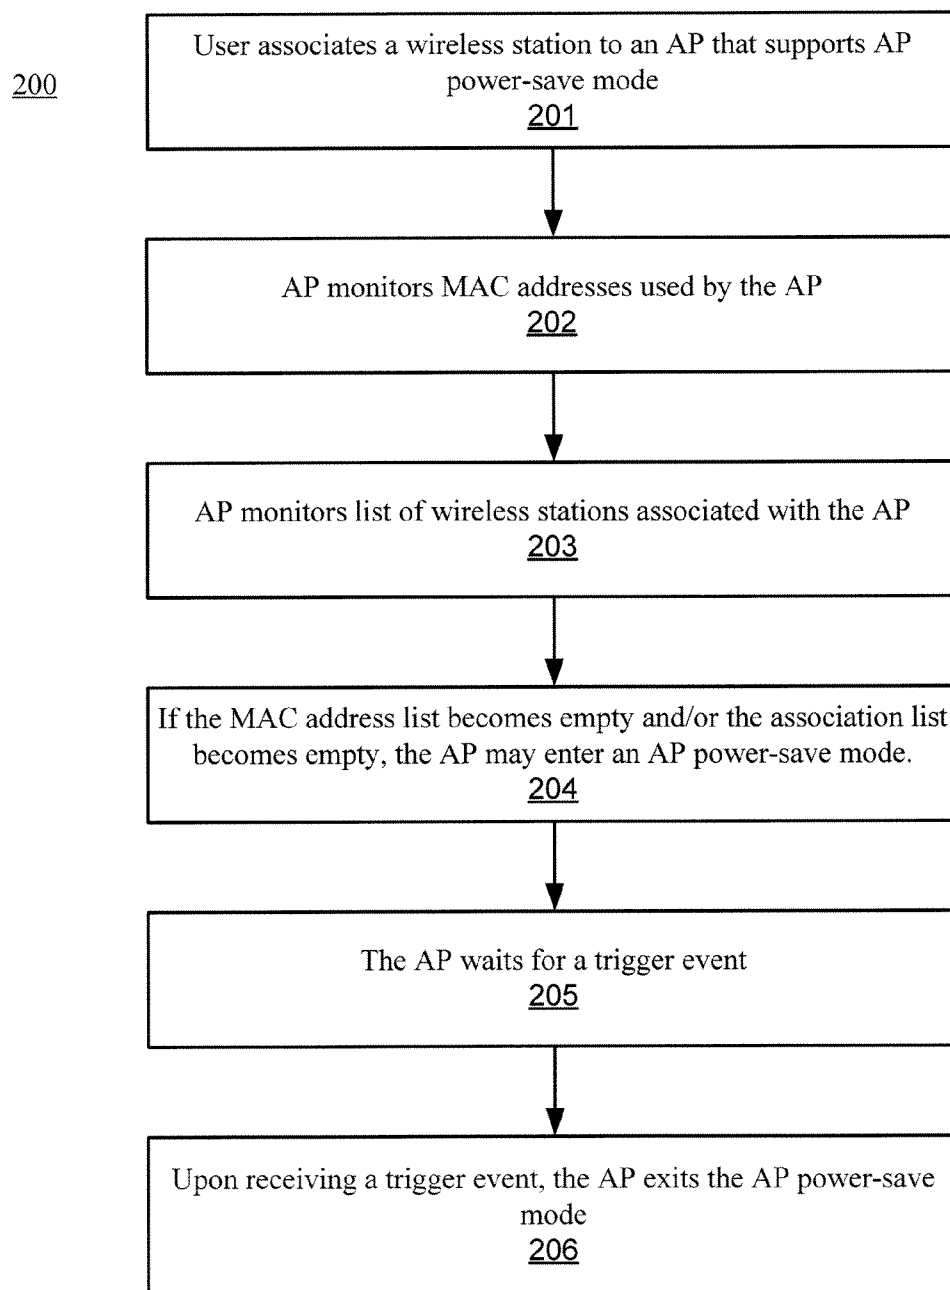 200
User associates a wireless station to an AP that supports AP
power-save mode
201
AP monitors MAC addresses used by the AP
202
AP monitors list of wireless stations associated with the AP
203
If the MAC address list becomes empty and/or the association list
becomes empty, the AP may enter an AP power-save mode.
204
The AP waits for a trigger event
205
Upon receiving a trigger event, the AP exits the AP power-save
mode
206